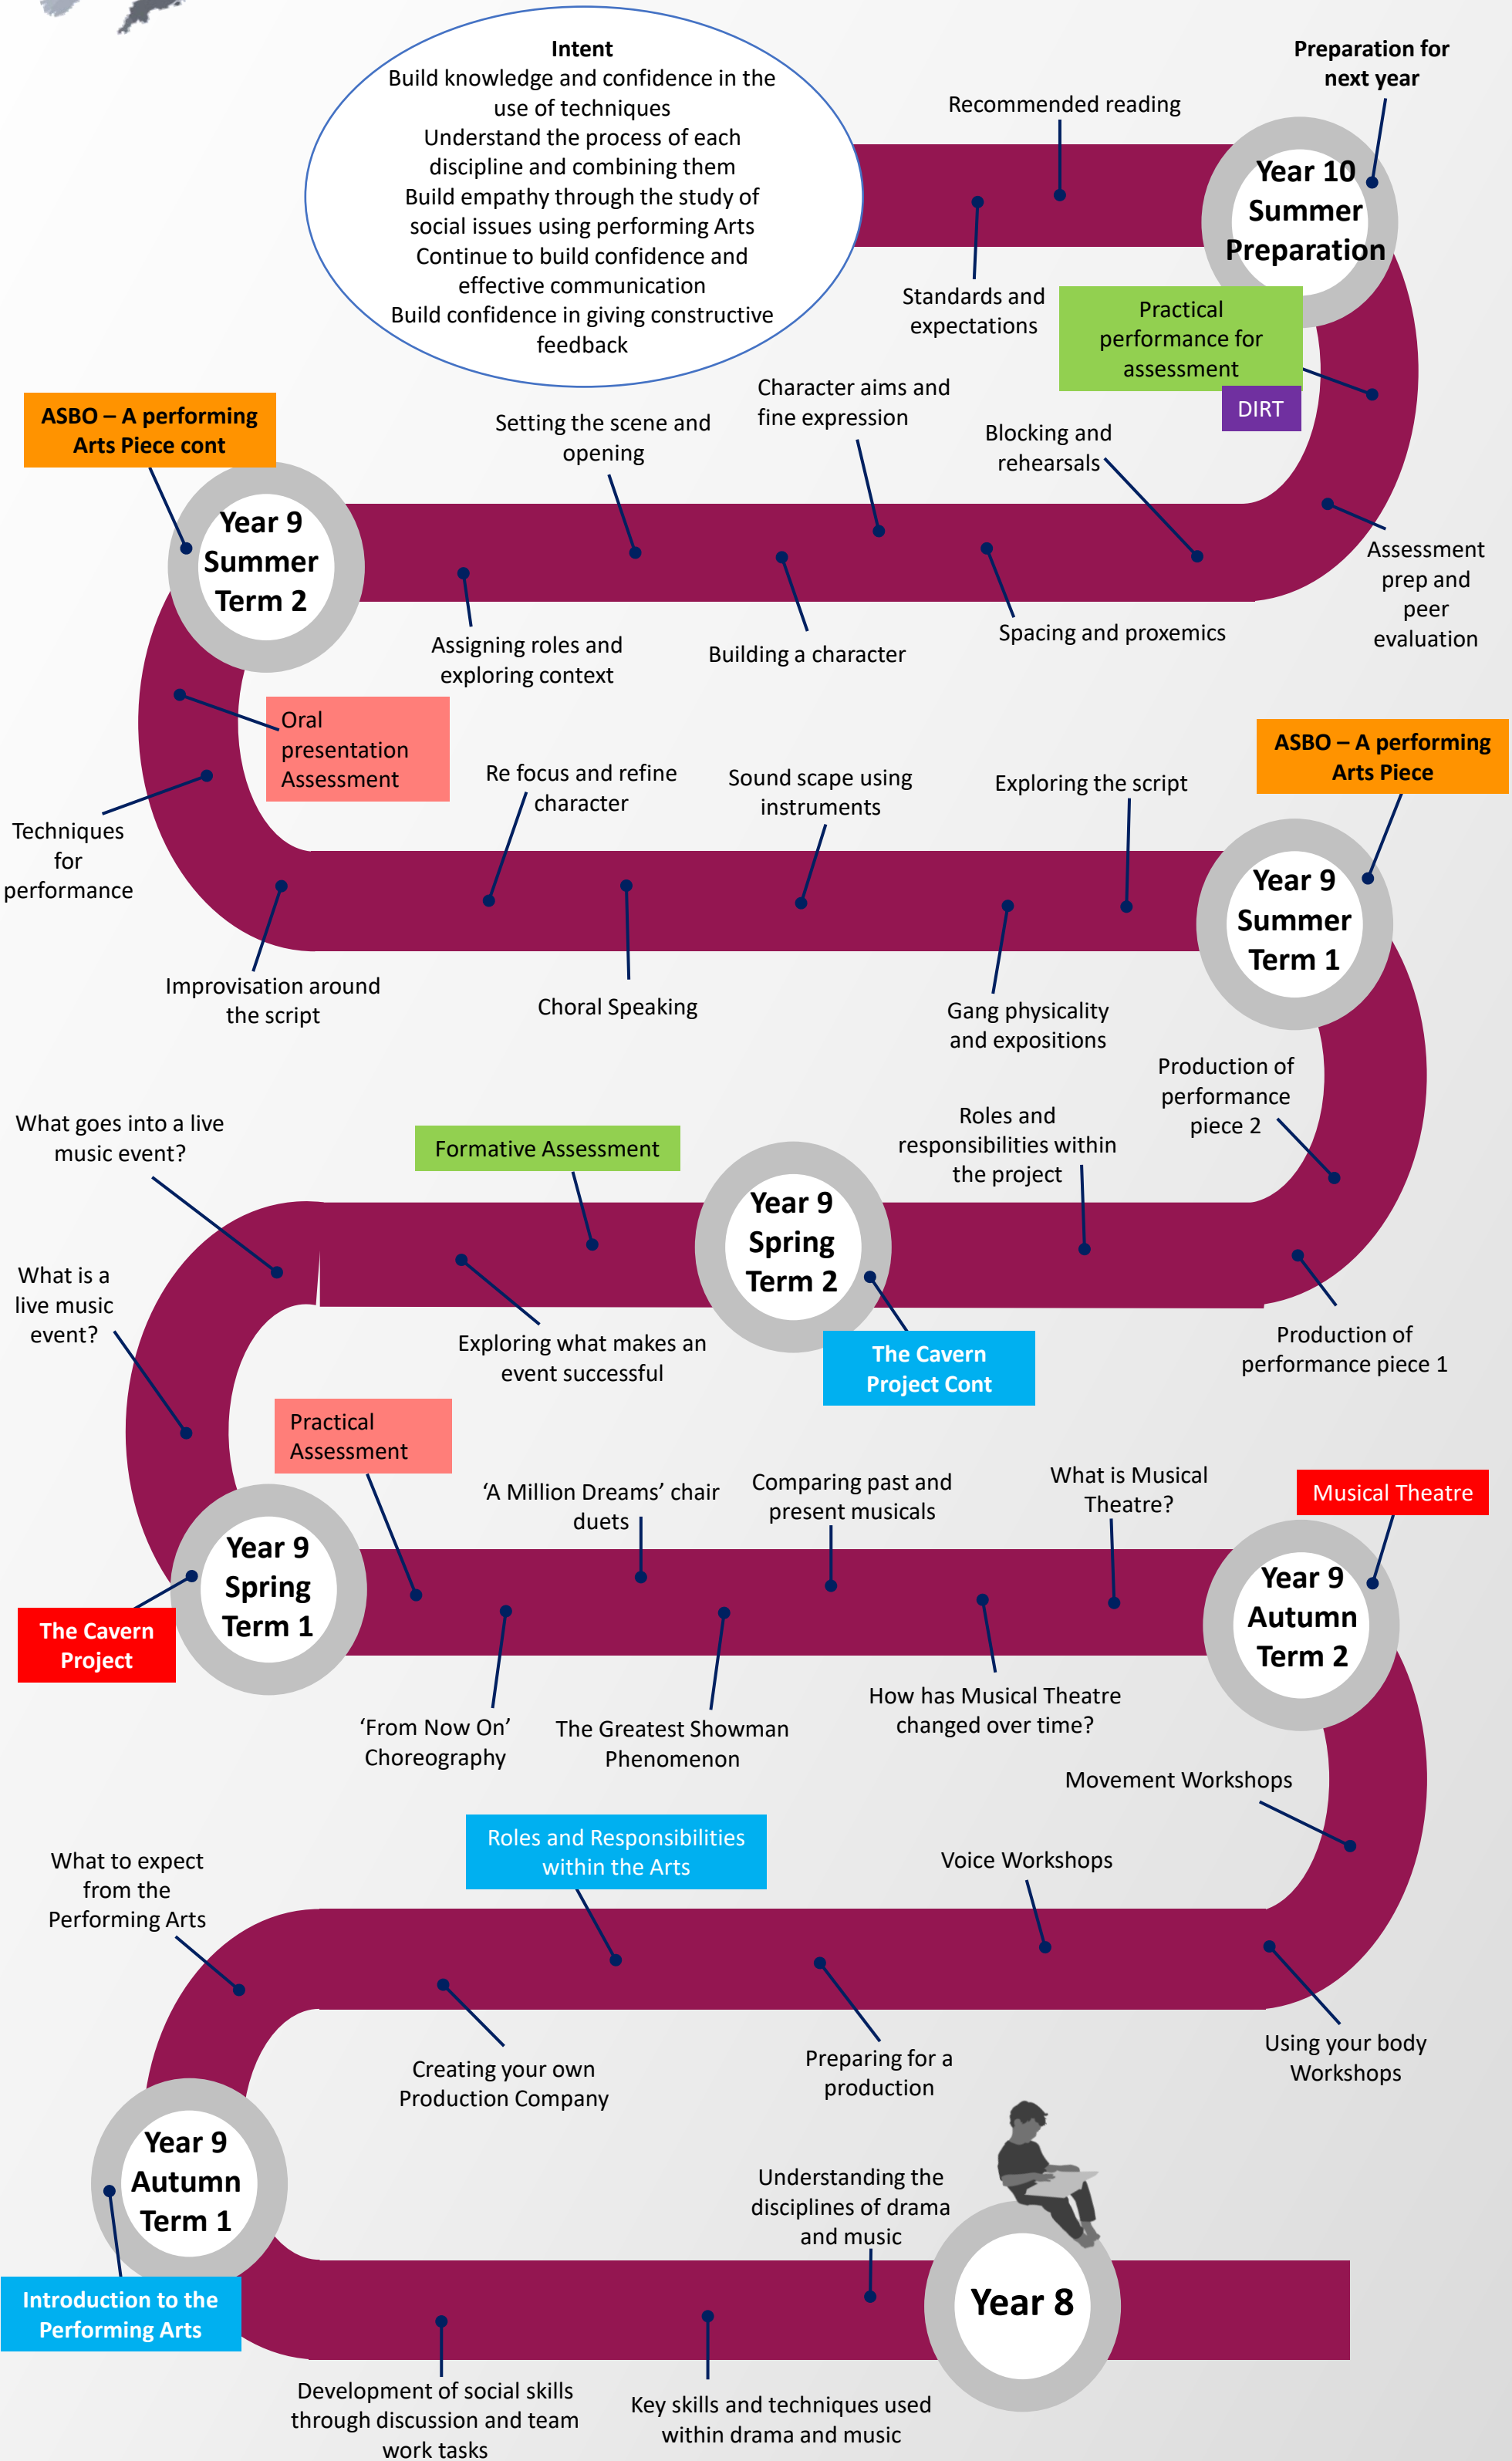 Intent
Build knowledge and confidence in the
use of techniques
Understand the process of each
discipline and combining them
Build empathy through the study of
social issues using performing Arts
Continue to build confidence and
effective communication
Build confidence in giving constructive
feedback
Preparation for
next year
Recommended reading
Year 10
Summer
Preparation
Standards and
expectations
Practical
performance for
assessment
DIRT
ASBO – A performing
Arts Piece cont
Setting the scene and
opening
Character aims and
fine expression
Blocking and
rehearsals
Year 9
Summer
Term 2
Assessment
prep and
peer
evaluation
Assigning roles and
exploring context
Building a character
Spacing and proxemics
Oral
presentation
Assessment
Techniques
for
performance
Re focus and refine
character
Sound scape using
instruments
Exploring the script
ASBO – A performing
Arts Piece
Year 9
Summer
Term 1
Improvisation around
the script
Choral Speaking
Gang physicality
and expositions
What goes into a live
music event?
Formative Assessment
Roles and
responsibilities within
the project
Production of
performance
piece 2
Year 9
Spring
Term 2
What is a
live music
event?
Exploring what makes an
event successful
The Cavern
Project Cont
Production of
performance piece 1
Practical
Assessment
‘A Million Dreams’ chair
duets
Comparing past and
present musicals
What is Musical
Theatre?
Musical Theatre
Year 9
Spring
Term 1
Year 9
Autumn
Term 2
The Cavern
Project
‘From Now On’
Choreography
The Greatest Showman
Phenomenon
How has Musical Theatre
changed over time?
Movement Workshops
What to expect
from the
Performing Arts
Roles and Responsibilities
within the Arts
Voice Workshops
Creating your own
Production Company
Preparing for a
production
Using your body
Workshops
Year 9
Autumn
Term 1
Understanding the
disciplines of drama
and music
Introduction to the
Performing Arts
Year 8
Development of social skills
through discussion and team
work tasks
Key skills and techniques used
within drama and music